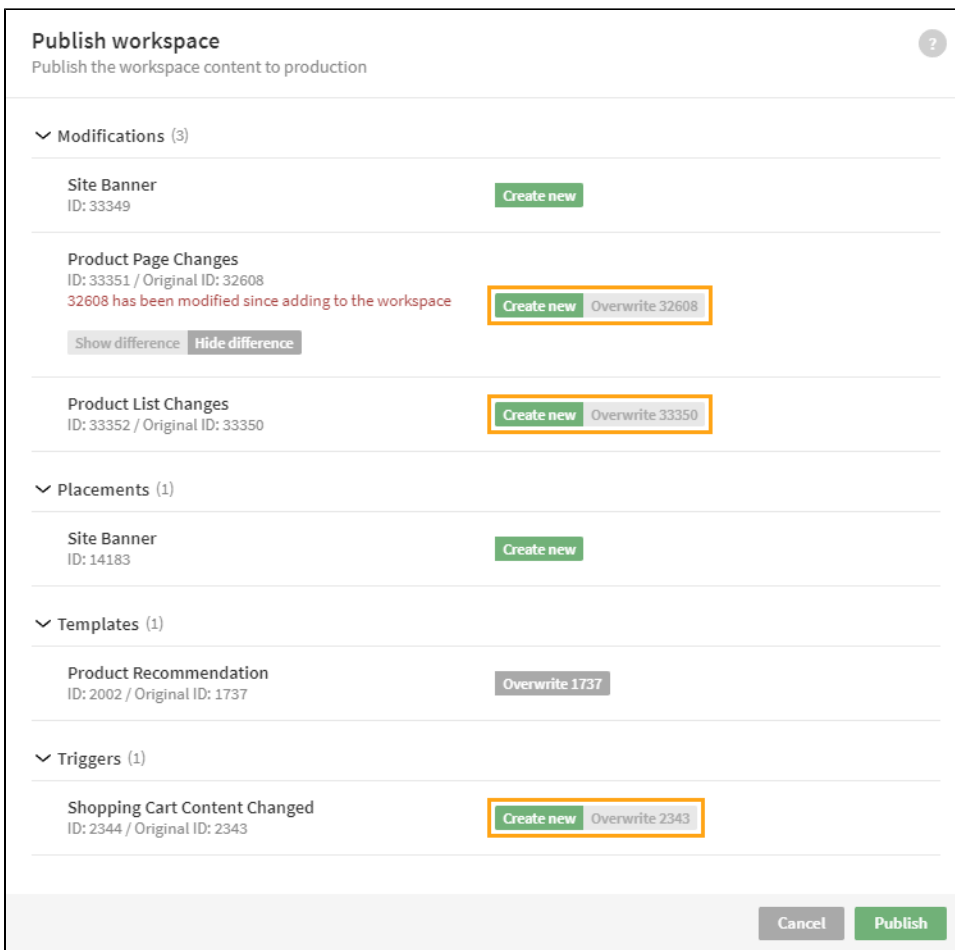 Publish workspace
?
Publish the workspace content to production
Modifications (3)
Site Banner
ID: 33349
Create new
Product Page Changes
ID: 33351 / Original ID: 32608
32608 has been modified since adding to the workspace
Create new Overwrite 32608
Show difference Hide difference
Product List Changes
ID: 33352 / Original ID: 33350
Create new Overwrite 33350
Placements (1)
Site Banner
ID: 14183
Create new
Templates (1)
Product Recommendation
ID: 2002 / Original ID: 1737
Overwrite 1737
Triggers (1)
Shopping Cart Content Changed
ID: 2344 / Original ID: 2343
Create new Overwrite 2343
Cancel Publish